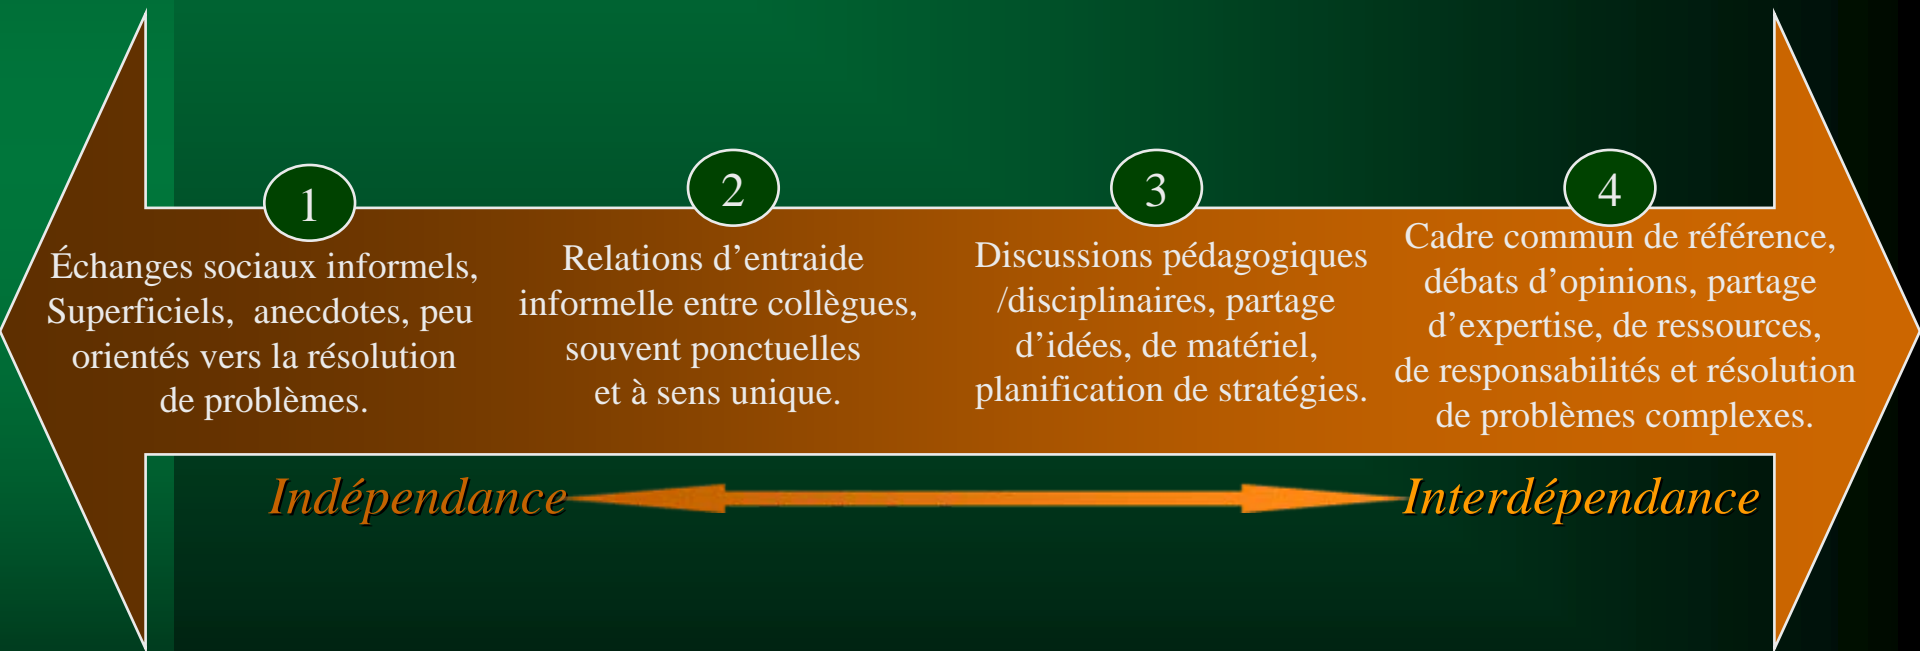 1
Échanges sociaux informels,
Superficiels, anecdotes, peu
orientés vers la résolution
de problèmes.
2
Relations d’entraide
informelle entre collègues,
souvent ponctuelles
et à sens unique.
3
Discussions pédagogiques
/disciplinaires, partage
d’idées, de matériel,
planification de stratégies.
4
Cadre commun de référence,
débats d’opinions, partage
d’expertise, de ressources,
de responsabilités et résolution
de problèmes complexes.
Indépendance
Interdépendance